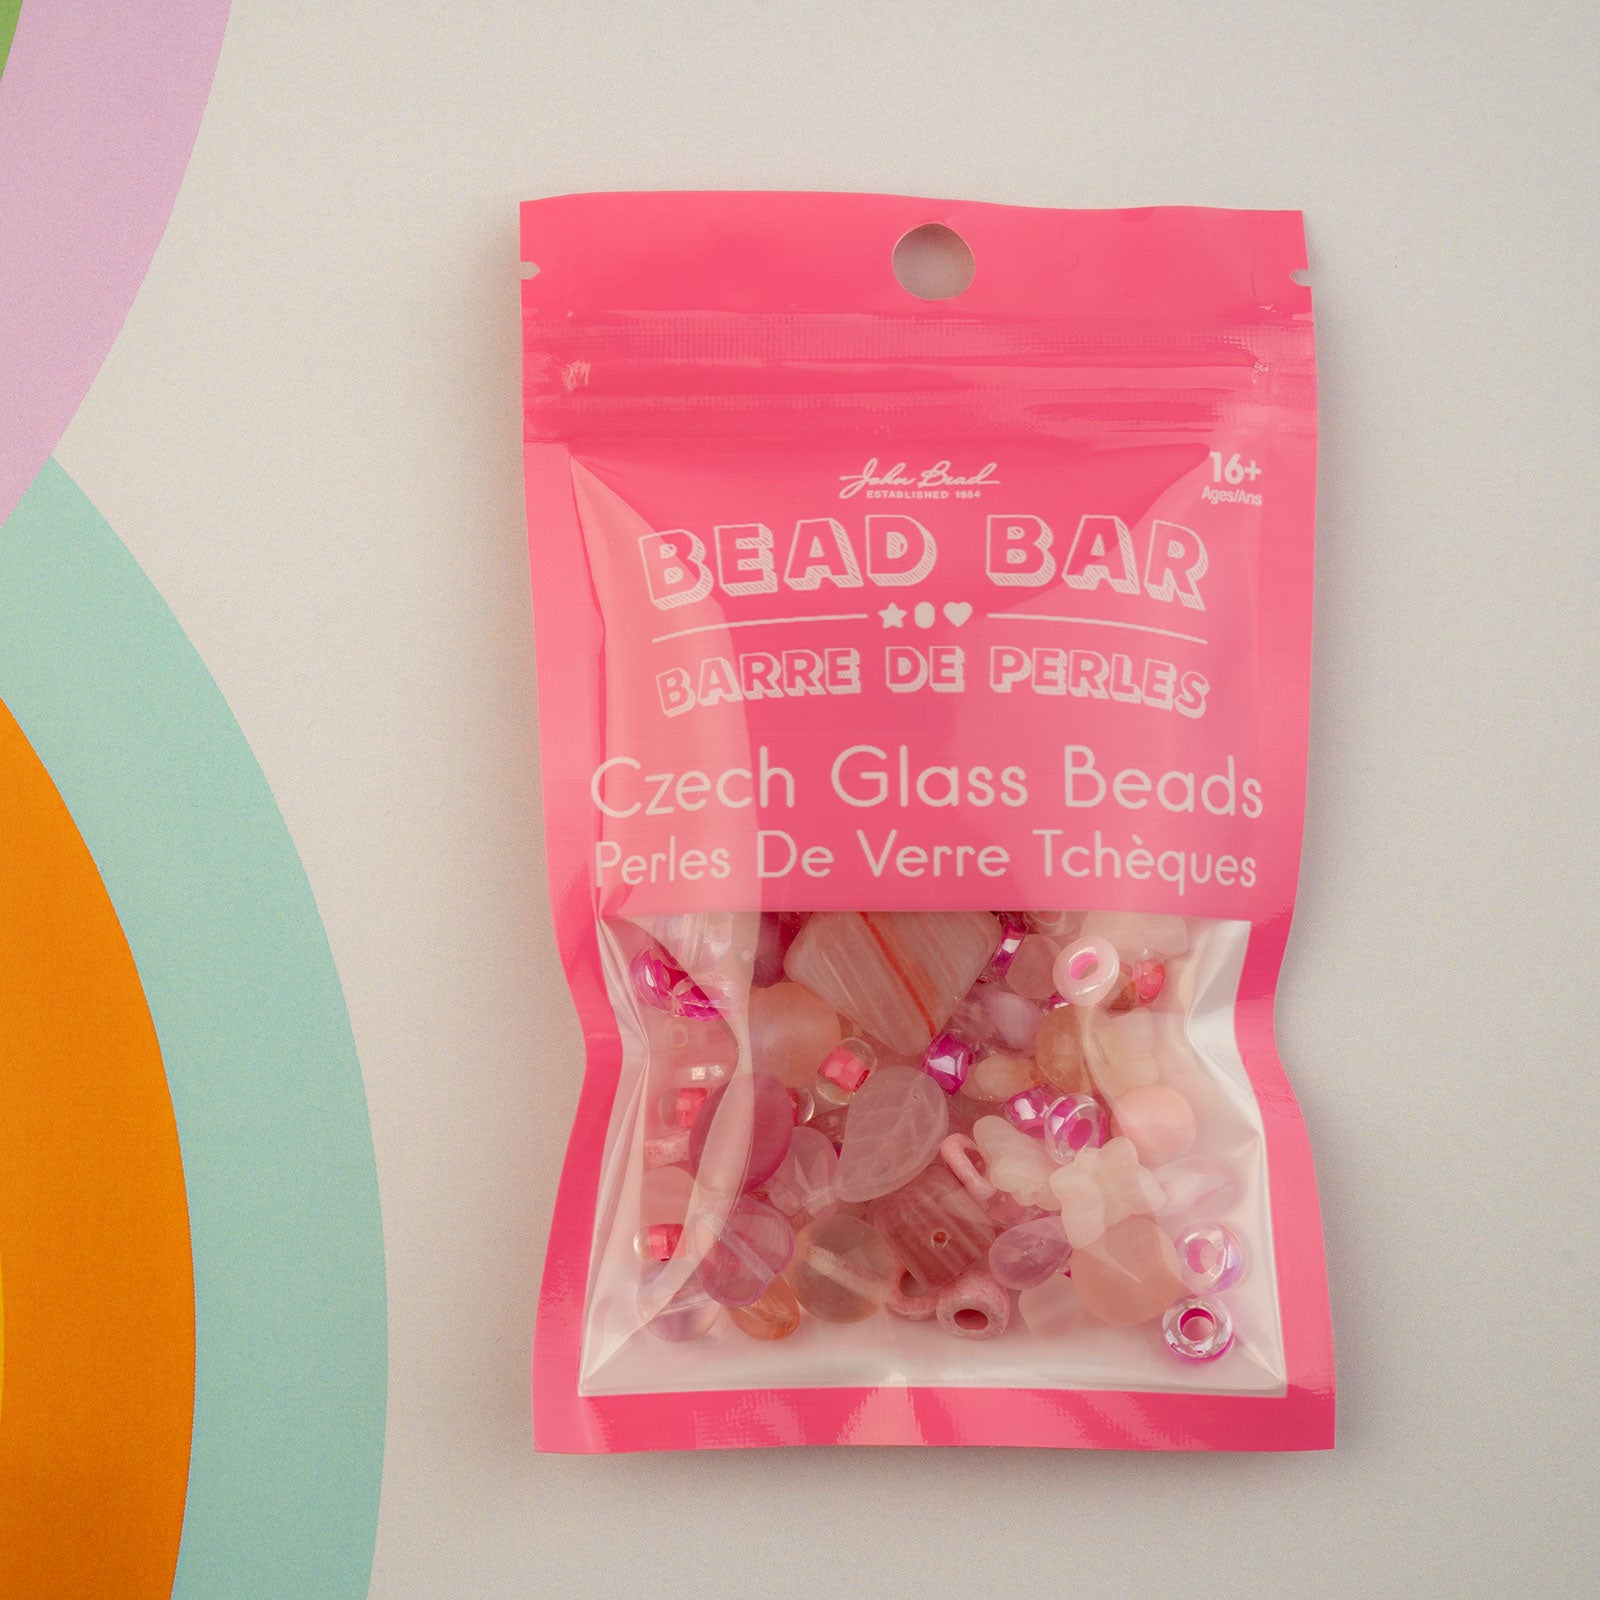 John Bead
ESTABLISHED 1954
16+
Ages/Ans
BEAD BAR
BARRE DE PERLES
Czech Glass Beads
Perles De Verre Tchèques